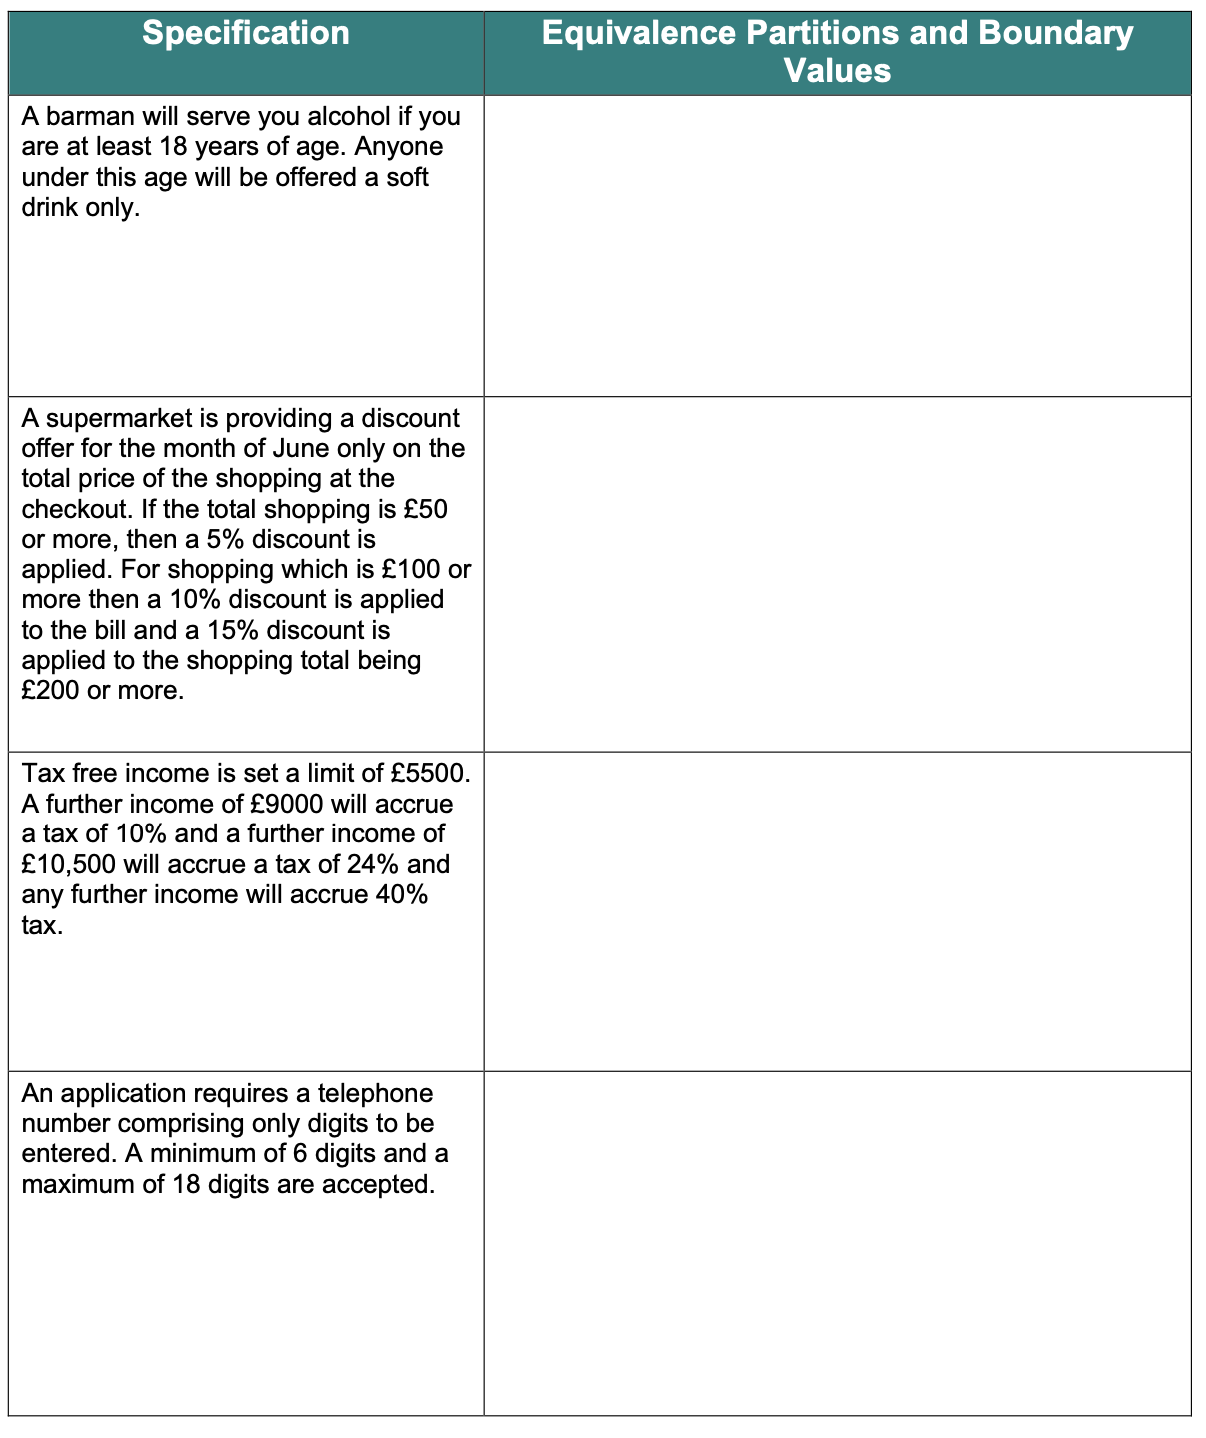 Specification
Equivalence Partitions and Boundary
Values
A barman will serve you alcohol if you
are at least 18 years of age. Anyone
under this age will be offered a soft
drink only.
A supermarket is providing a discount
offer for the month of June only on the
total price of the shopping at the
checkout. If the total shopping is £50
or more, then a 5% discount is
applied. For shopping which is £100 or
more then a 10% discount is applied
to the bill and a 15% discount is
applied to the shopping total being
£200 or more.
Tax free income is set a limit of £5500.
A further income of £9000 will accrue
a tax of 10% and a further income of
£10,500 will accrue a tax of 24% and
any further income will accrue 40%
tax.
An application requires a telephone
number comprising only digits to be
entered. A minimum of 6 digits and a
maximum of 18 digits are accepted.